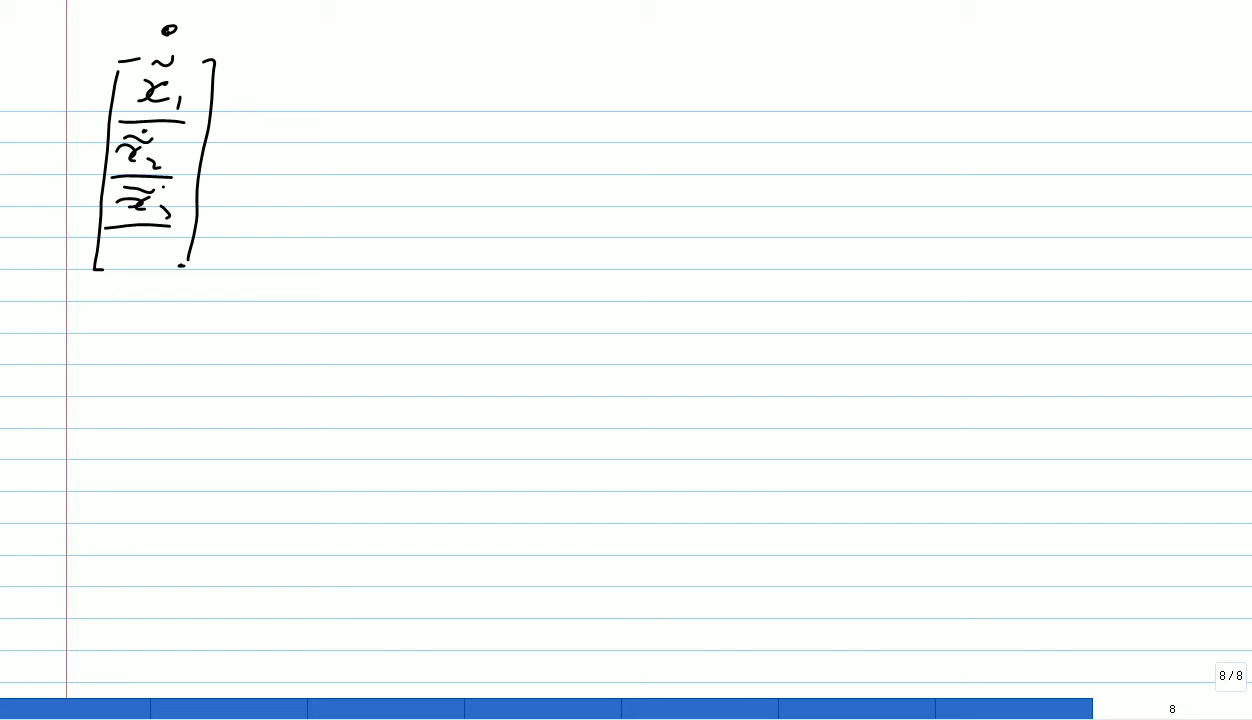 [ ẋ̃₁
ẋ̃₂
ẋ̃₃ ]
8/8
8